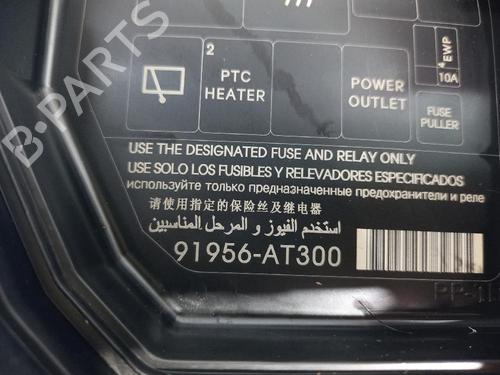 B-PARTS
EWP
10A
2
PTC
HEATER
POWER
OUTLET
FUSE
PULLER
USE THE DESIGNATED FUSE AND RELAY ONLY
USE SOLO LOS FUSIBLES Y RELEVADORES ESPECIFICADOS
используйте только предназначенные предохранители и реле
请使用指定的保险丝及继电器
استخدم الفيوز و المرحل المناسبين
91956-AT300